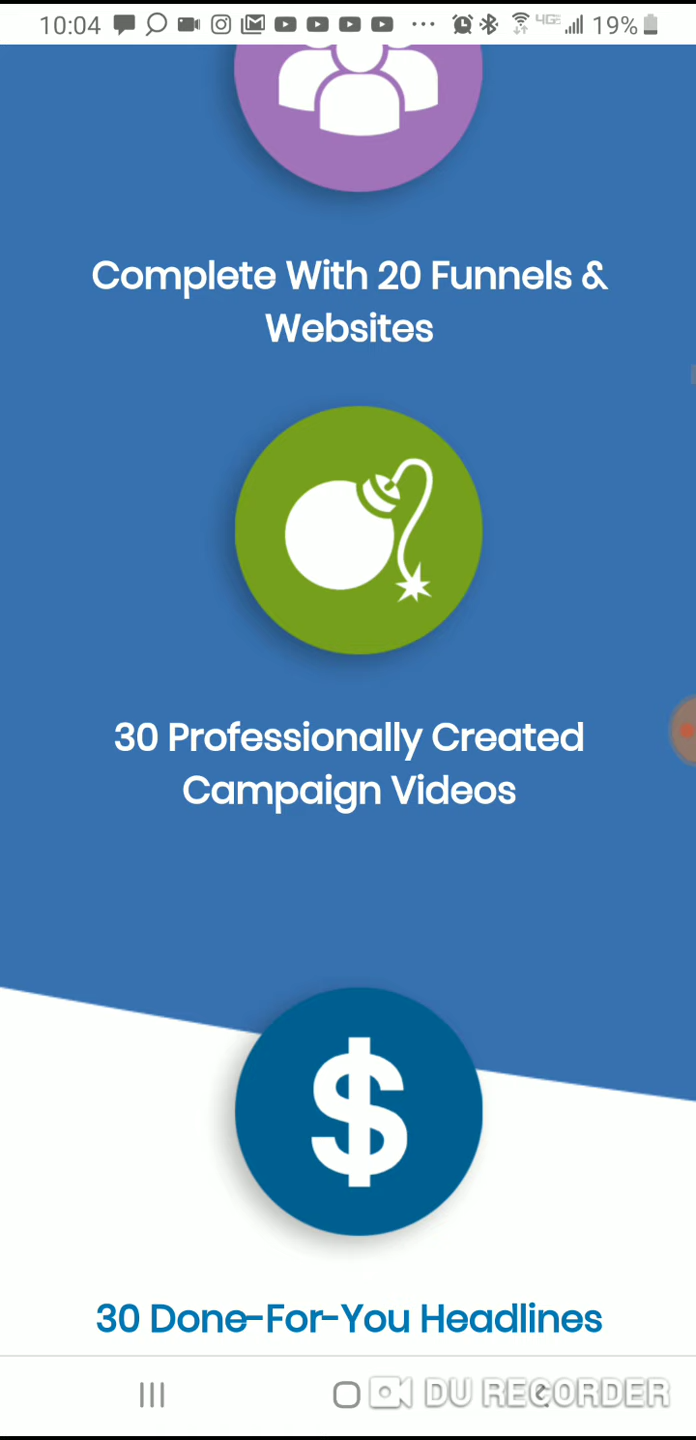 10:04 4GE 19%
Complete With 20 Funnels &
Websites
30 Professionally Created
Campaign Videos
$
30 Done-For-You Headlines
DU RECORDER